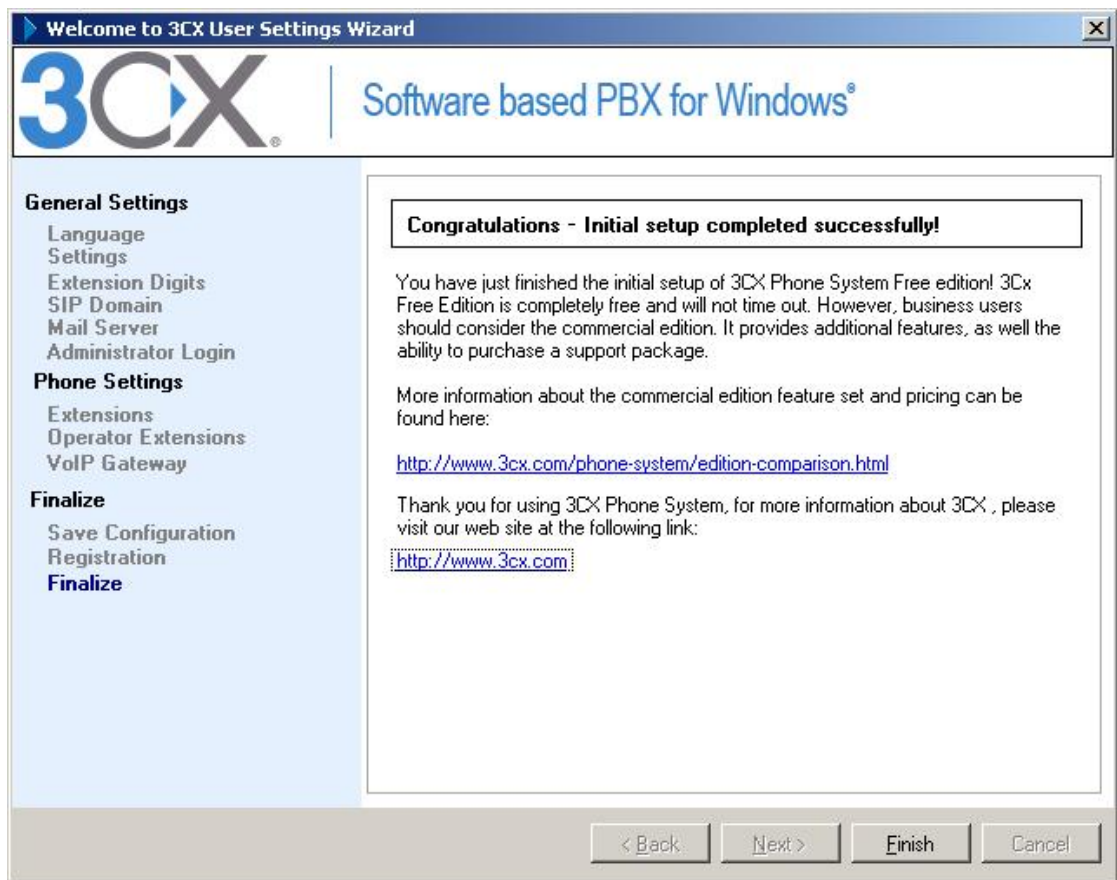 Welcome to 3CX User Settings Wizard
3CX®
Software based PBX for Windows®
General Settings
Language
Settings
Extension Digits
SIP Domain
Mail Server
Administrator Login
Phone Settings
Extensions
Operator Extensions
VoIP Gateway
Finalize
Save Configuration
Registration
Finalize
Congratulations - Initial setup completed successfully!
You have just finished the initial setup of 3CX Phone System Free edition! 3Cx
Free Edition is completely free and will not time out. However, business users
should consider the commercial edition. It provides additional features, as well the
ability to purchase a support package.
More information about the commercial edition feature set and pricing can be
found here:
http://www.3cx.com/phone-system/edition-comparison.html
Thank you for using 3CX Phone System, for more information about 3CX , please
visit our web site at the following link:
http://www.3cx.com
< Back
Next >
Finish
Cancel